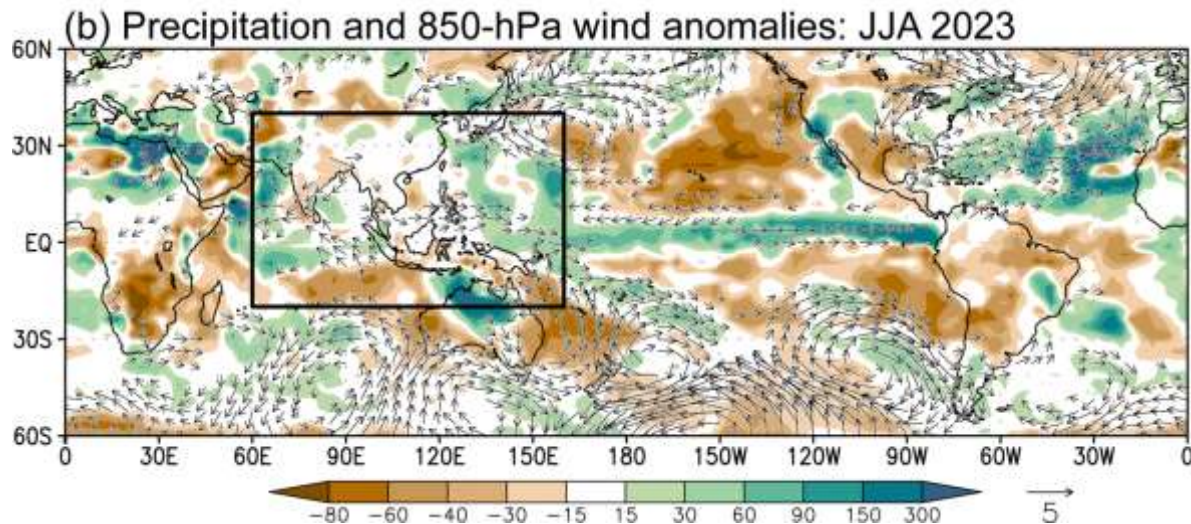 (b) Precipitation and 850-hPa wind anomalies: JJA 2023
60N
30N
EQ
30S
60S
0 30E 60E 90E 120E 150E 180 150W 120W 90W 60W 30W 0
−80 −60 −40 −30 −15 15 30 60 90 150 300 5